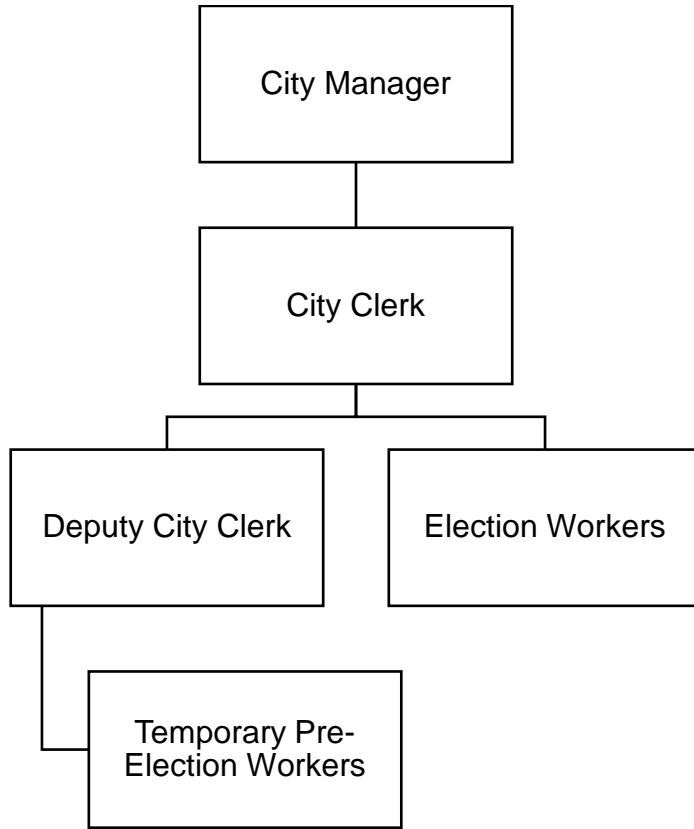 City Manager
City Clerk
Deputy City Clerk
Election Workers
Temporary Pre-
Election Workers